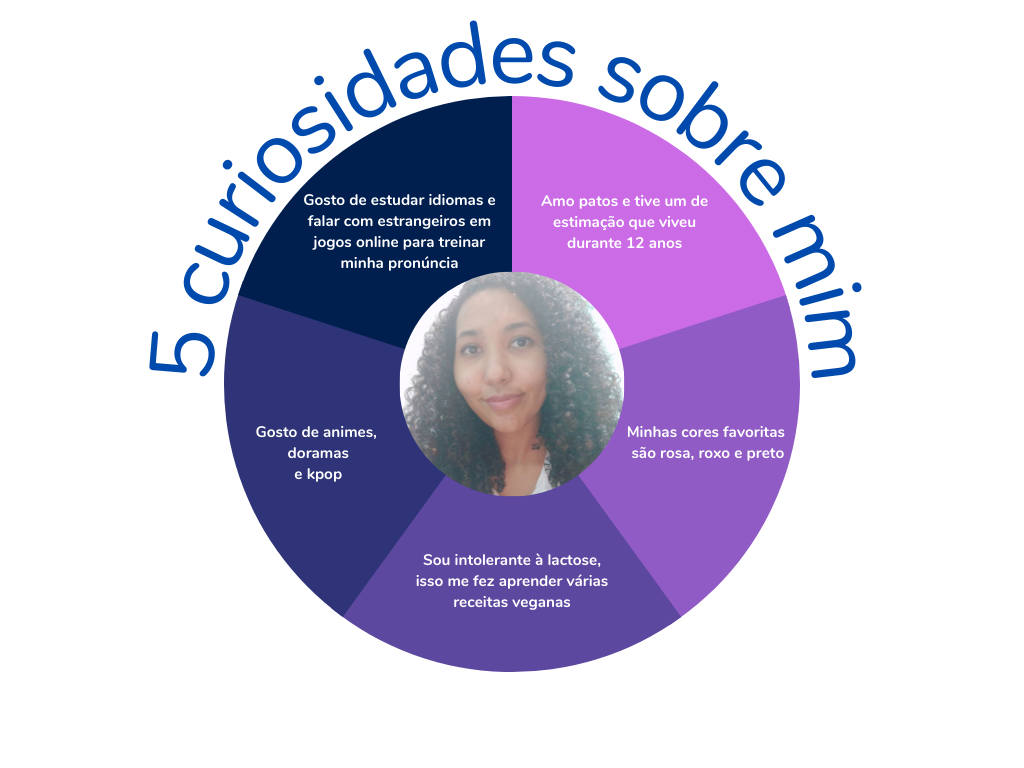 5 curiosidades sobre mim
Gosto de estudar idiomas e
falar com estrangeiros em
jogos online para treinar
minha pronúncia
Amo patos e tive um de
estimação que viveu
durante 12 anos
Gosto de animes,
doramas
e kpop
Minhas cores favoritas
são rosa, roxo e preto
Sou intolerante à lactose,
isso me fez aprender várias
receitas veganas